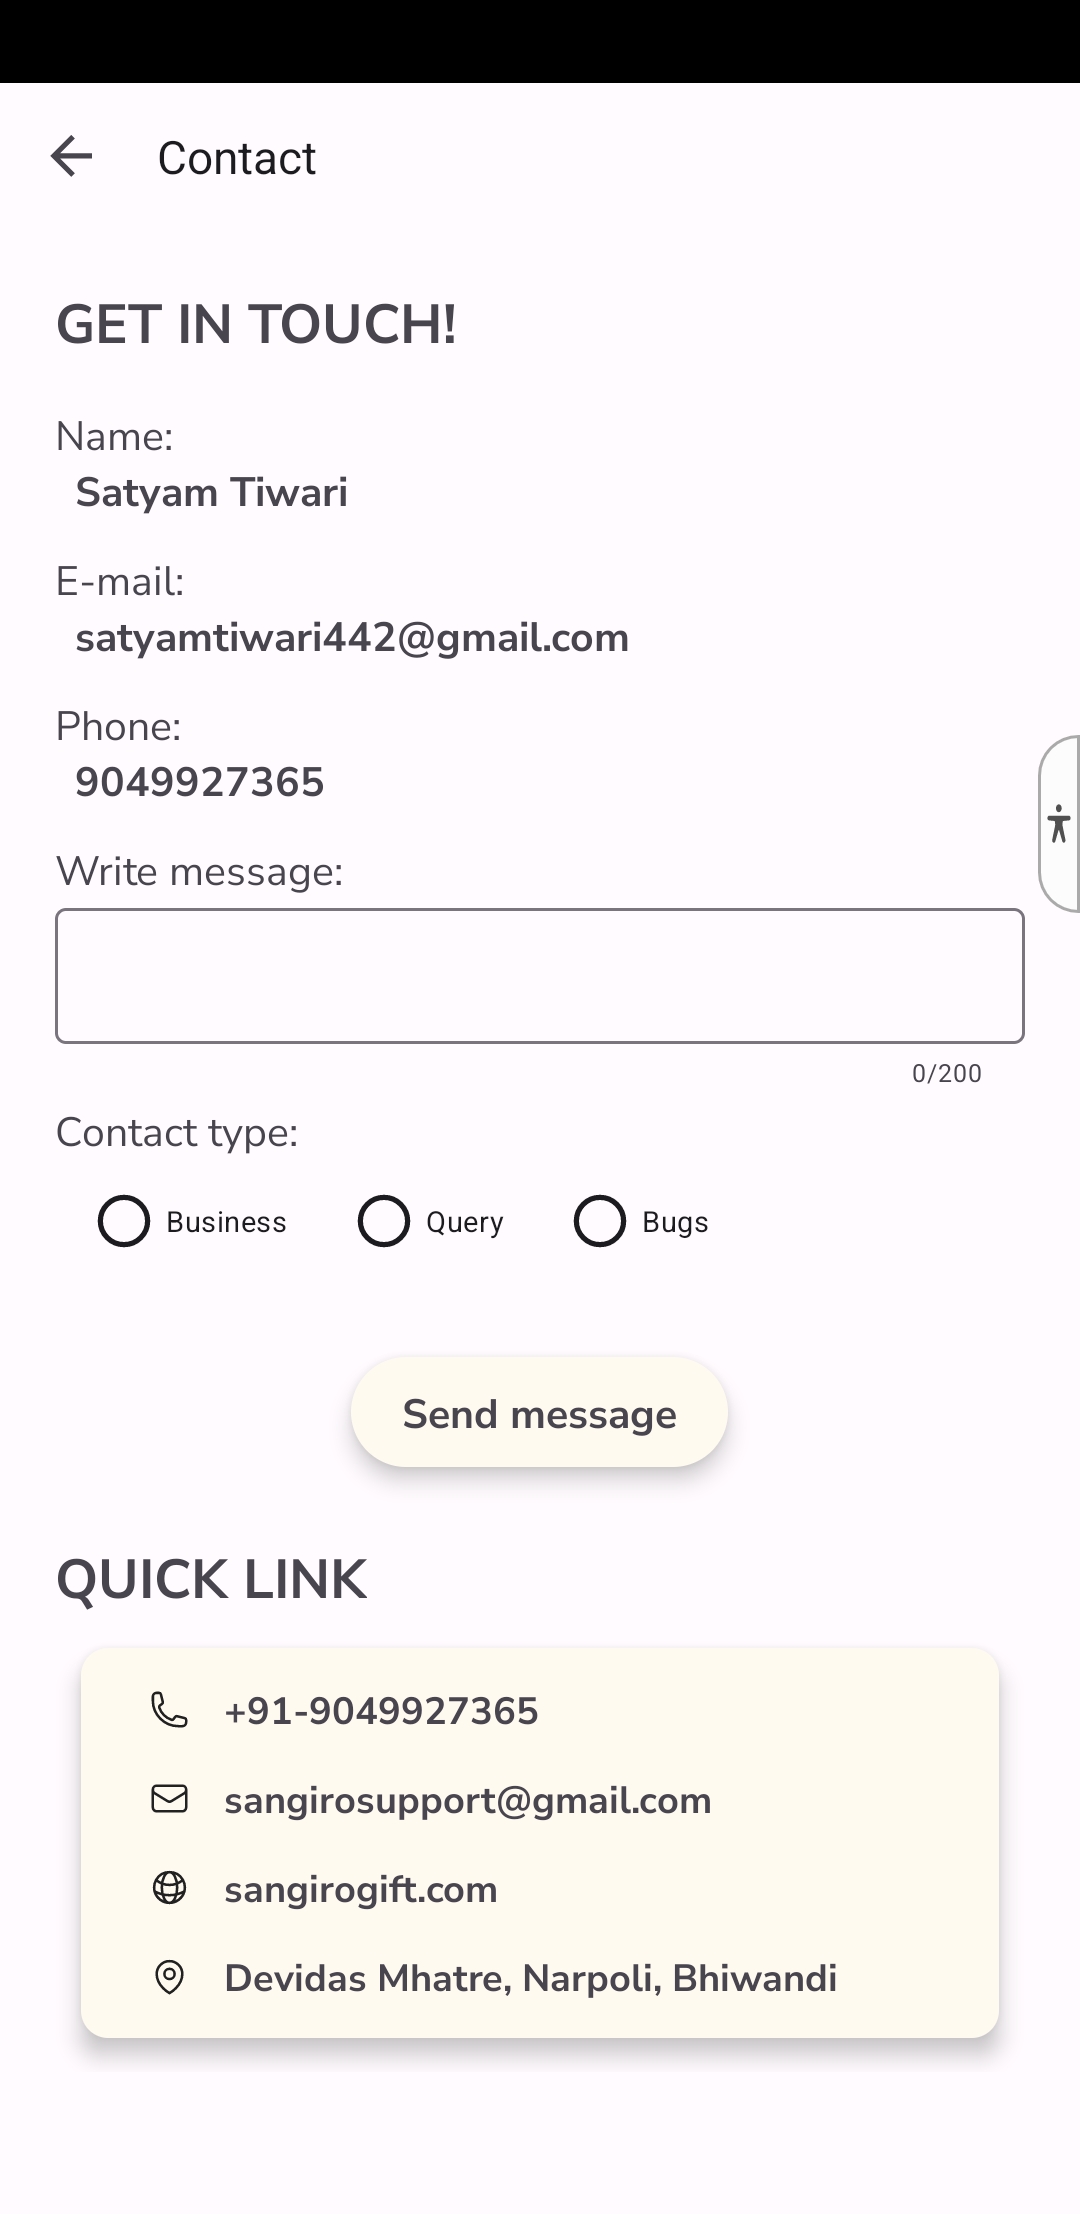 Contact
GET IN TOUCH!
Name:
Satyam Tiwari
E-mail:
satyamtiwari442@gmail.com
Phone:
9049927365
Write message:
0/200
Contact type:
Business Query Bugs
Send message
QUICK LINK
+91-9049927365
sangirosupport@gmail.com
sangirogift.com
Devidas Mhatre, Narpoli, Bhiwandi